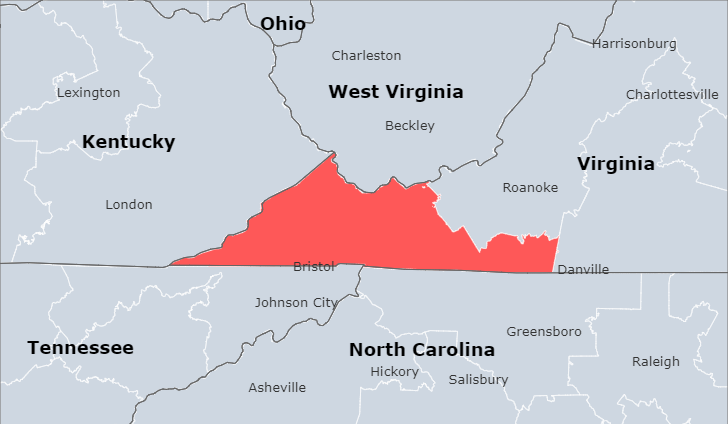 Ohio
Harrisonburg
Charleston
West Virginia
Lexington
Charlottesville
Beckley
Kentucky
Virginia
Roanoke
London
Bristol
Danville
Johnson City
Greensboro
Tennessee
North Carolina
Raleigh
Hickory
Salisbury
Asheville